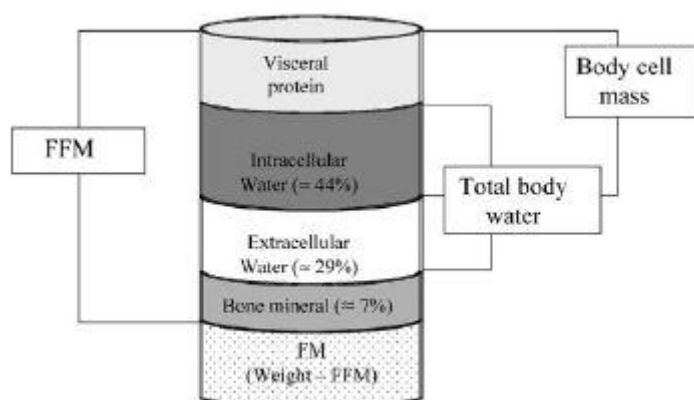 Visceral
protein
Body cell
mass
FFM
Intracellular
Water (≈ 44%)
Total body
water
Extracellular
Water (≈ 29%)
Bone mineral (≈ 7%)
FM
(Weight – FFM)